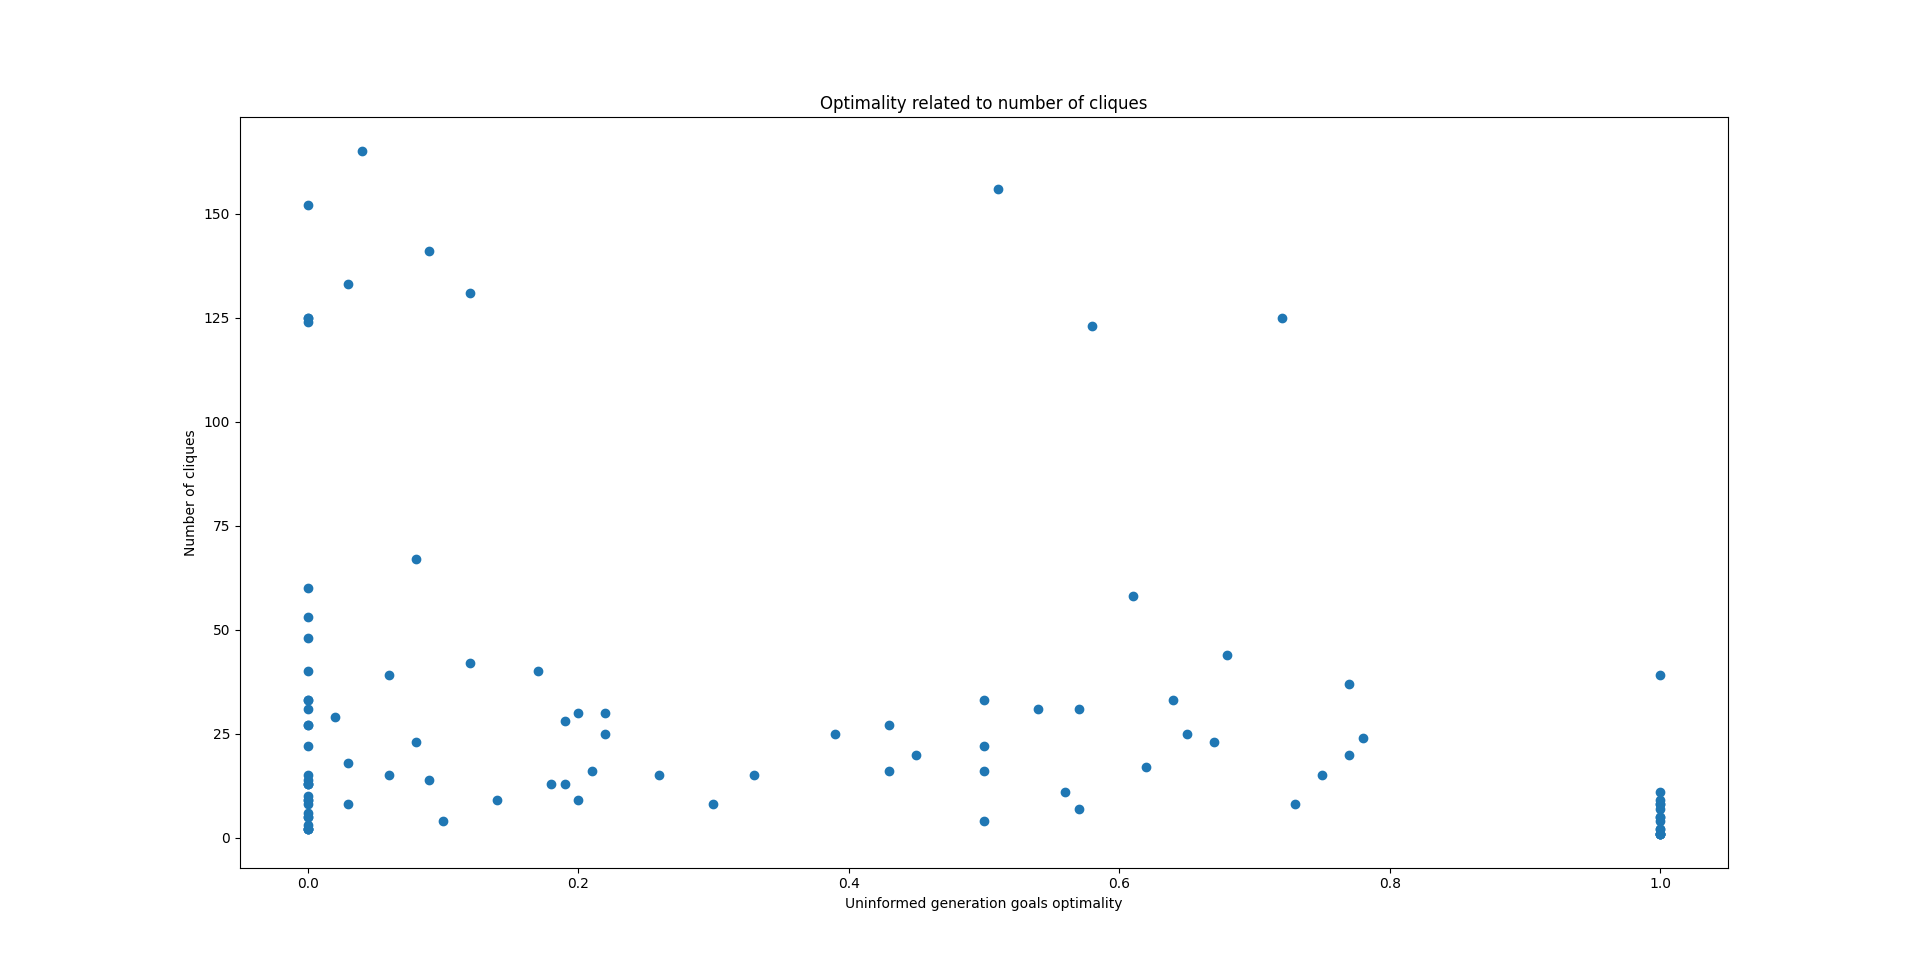 Optimality related to number of cliques
150
125
100
75
50
25
0
Number of cliques
0.0 0.2 0.4 0.6 0.8 1.0
Uninformed generation goals optimality